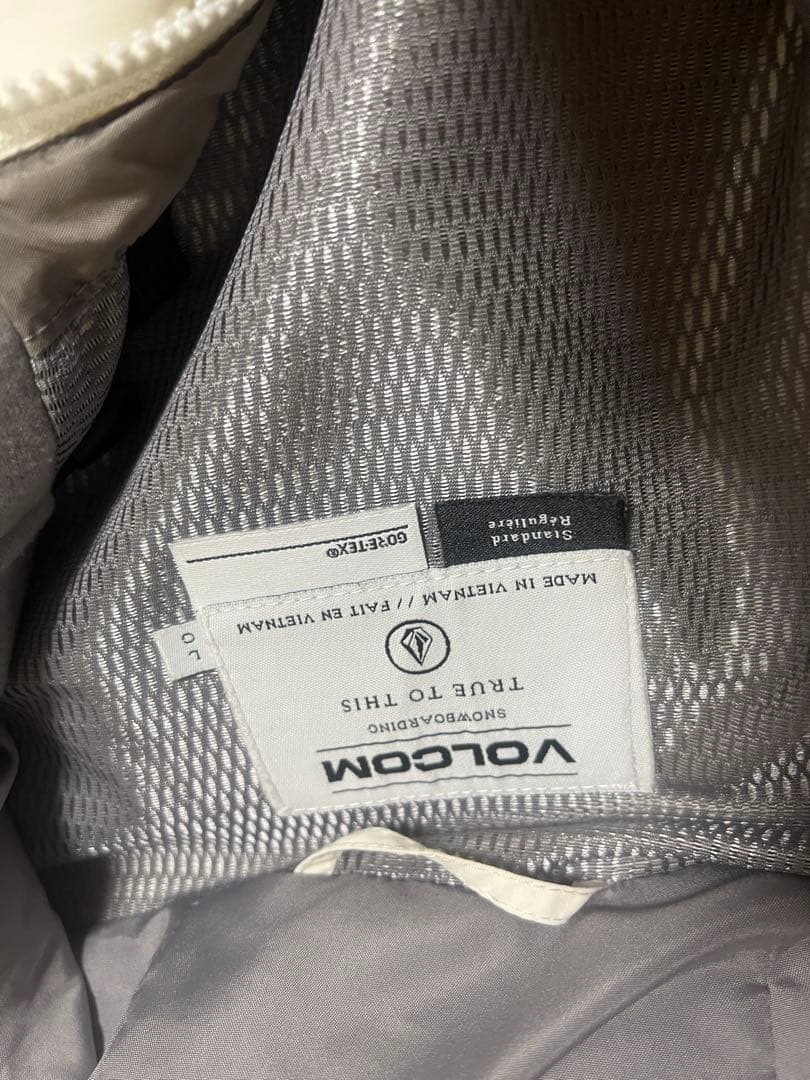 VOLCOM
SNOWBOARDING
TRUE TO THIS
MADE IN VIETNAM // FAIT EN VIETNAM
Standard
Régulière
GORE-TEX®
L
O